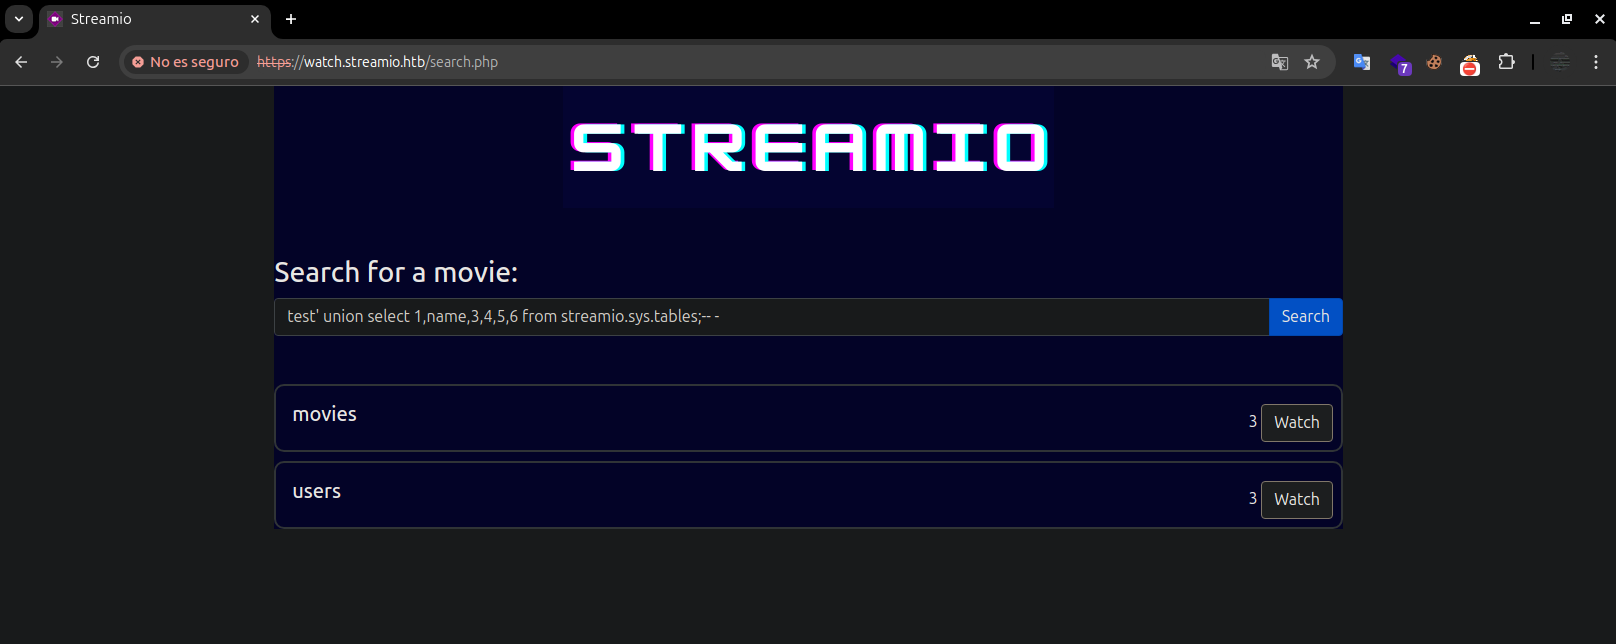 Streamio
No es seguro https://watch.streamio.htb/search.php
7
STREAMIO
Search for a movie:
test' union select 1,name,3,4,5,6 from streamio.sys.tables;-- -
Search
movies
3 Watch
users
3 Watch